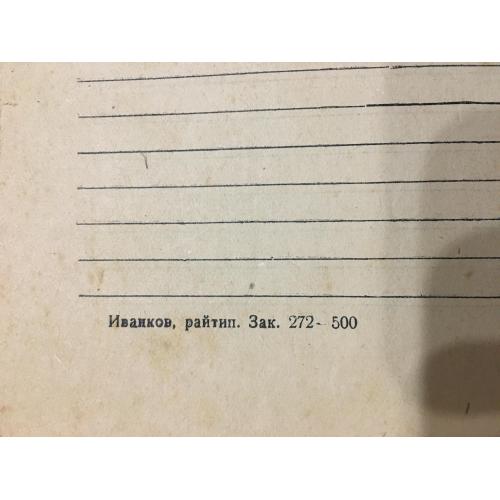 Иванков, райтип. Зак. 272- 500